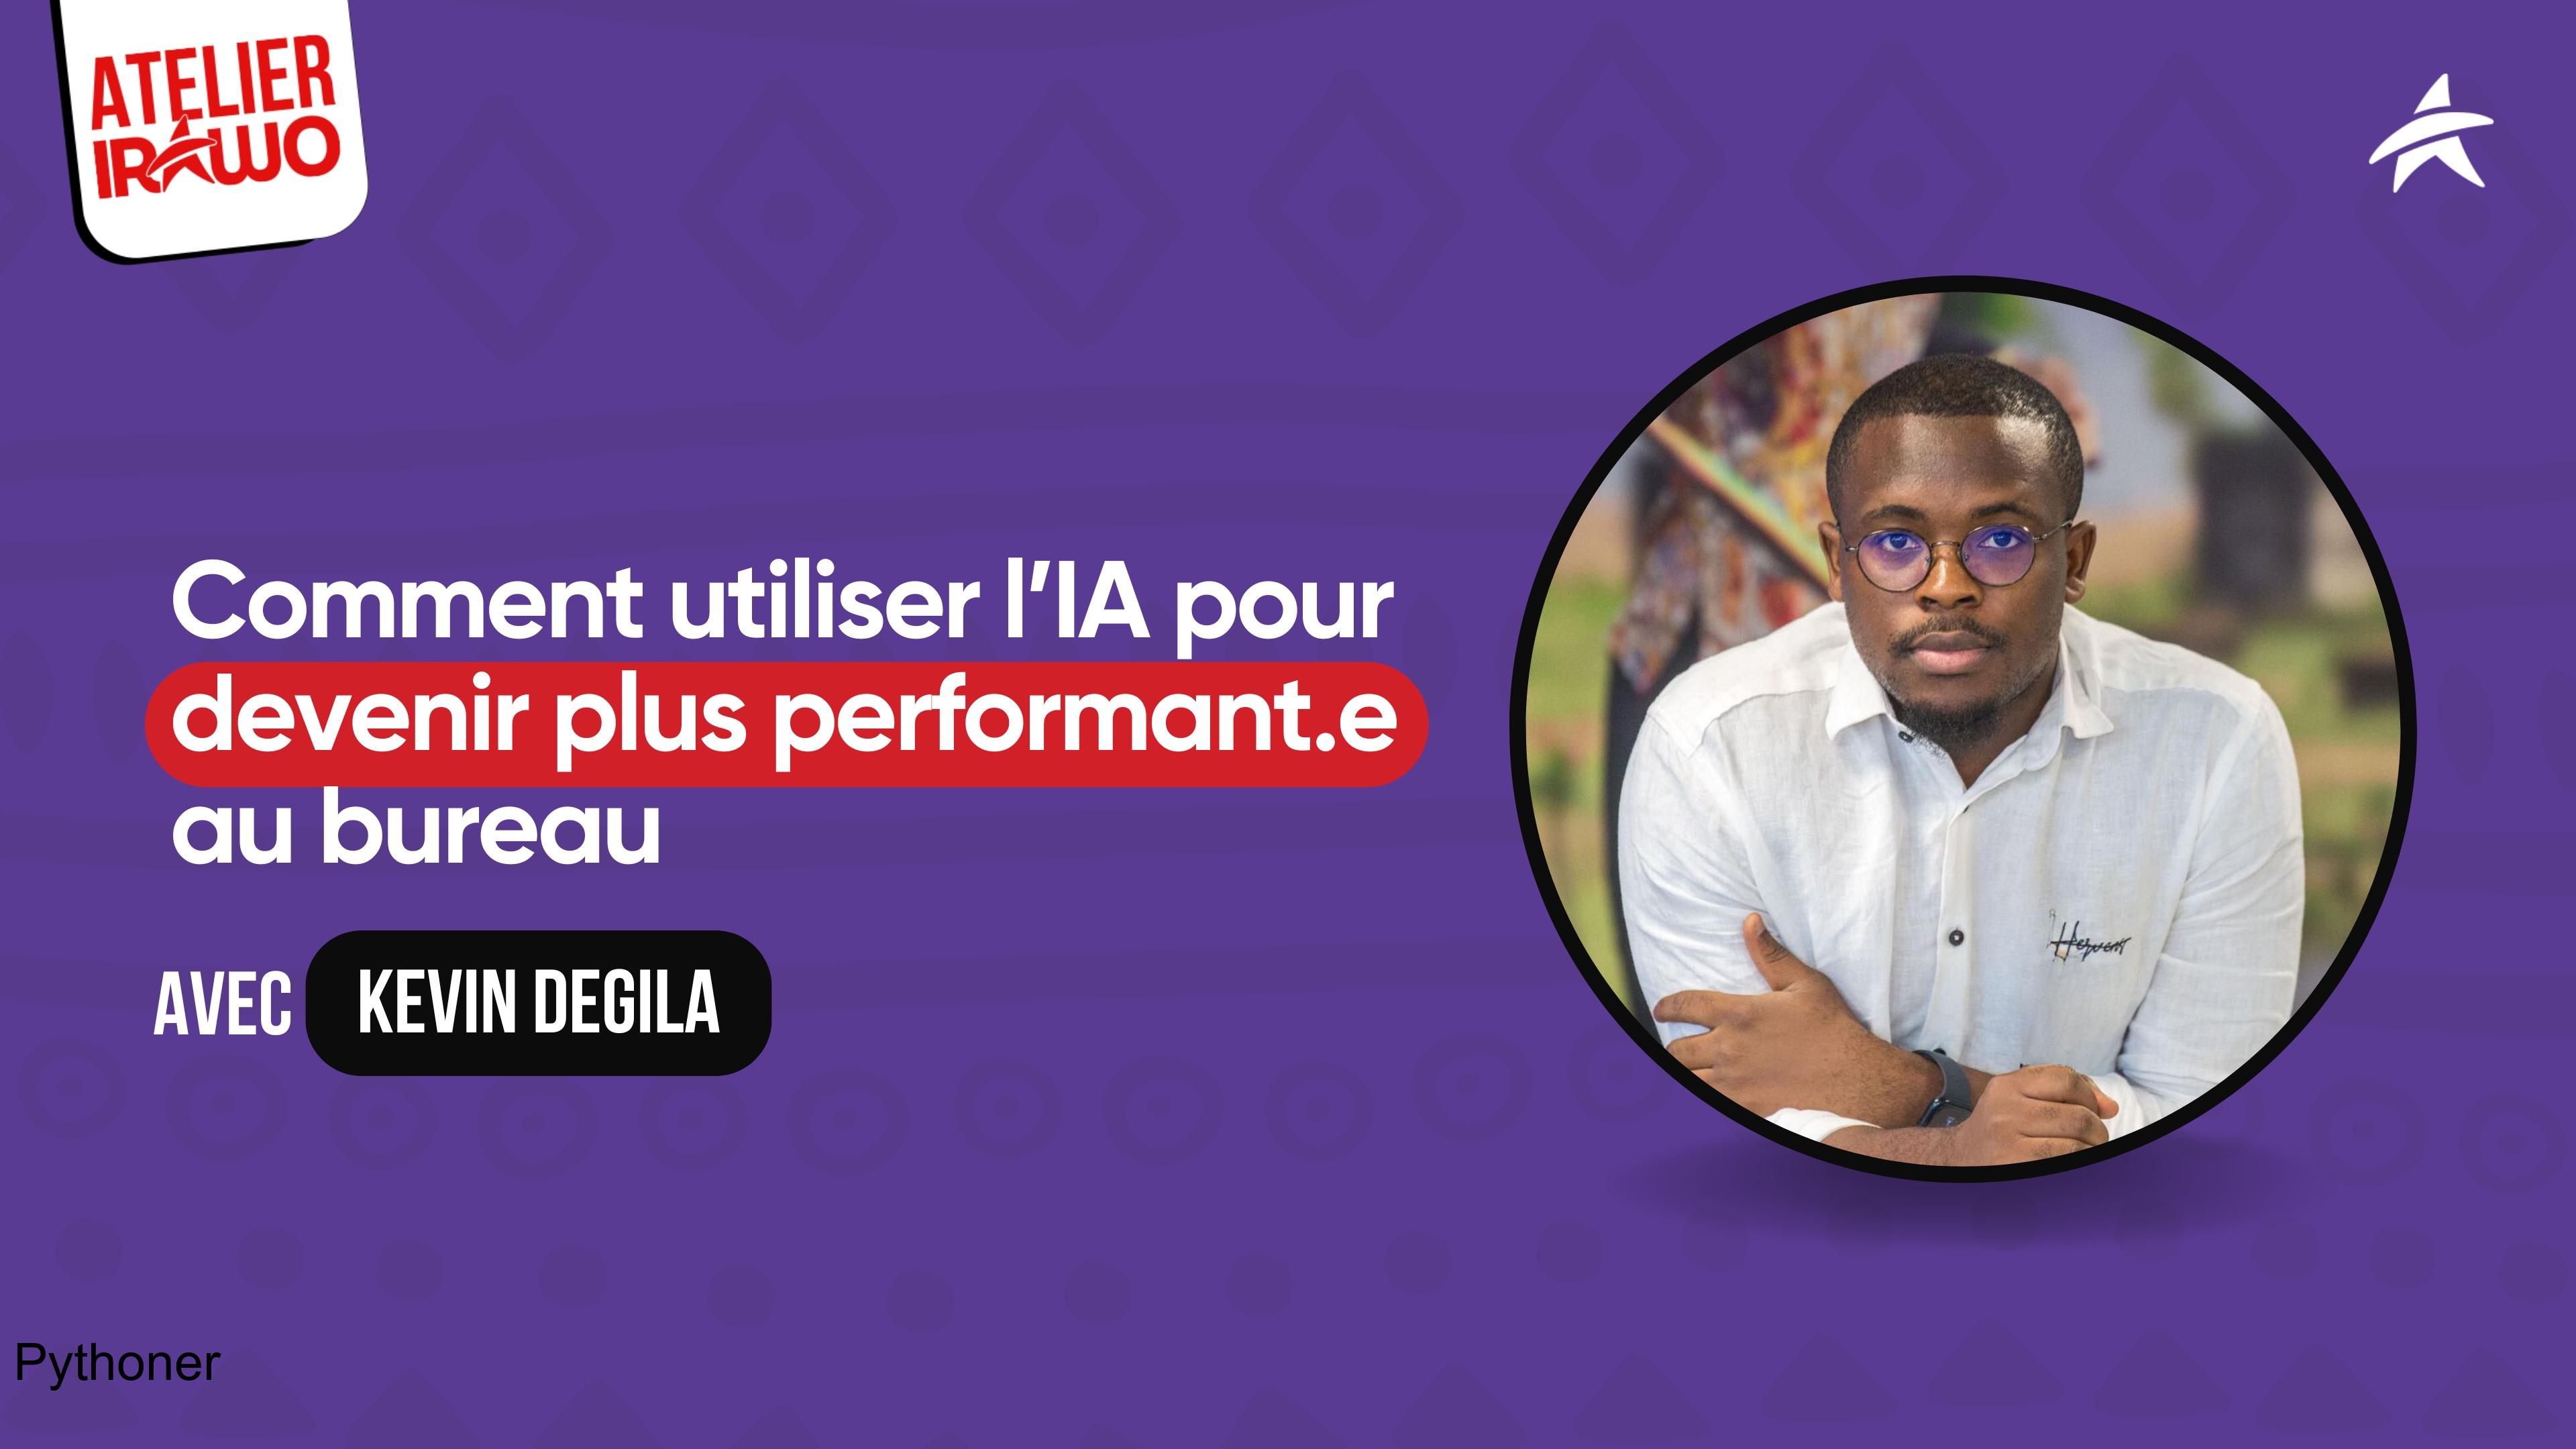 ATELIER
IRAWO
Comment utiliser l’IA pour
devenir plus performant.e
au bureau
AVEC KEVIN DEGILA
Pythoner